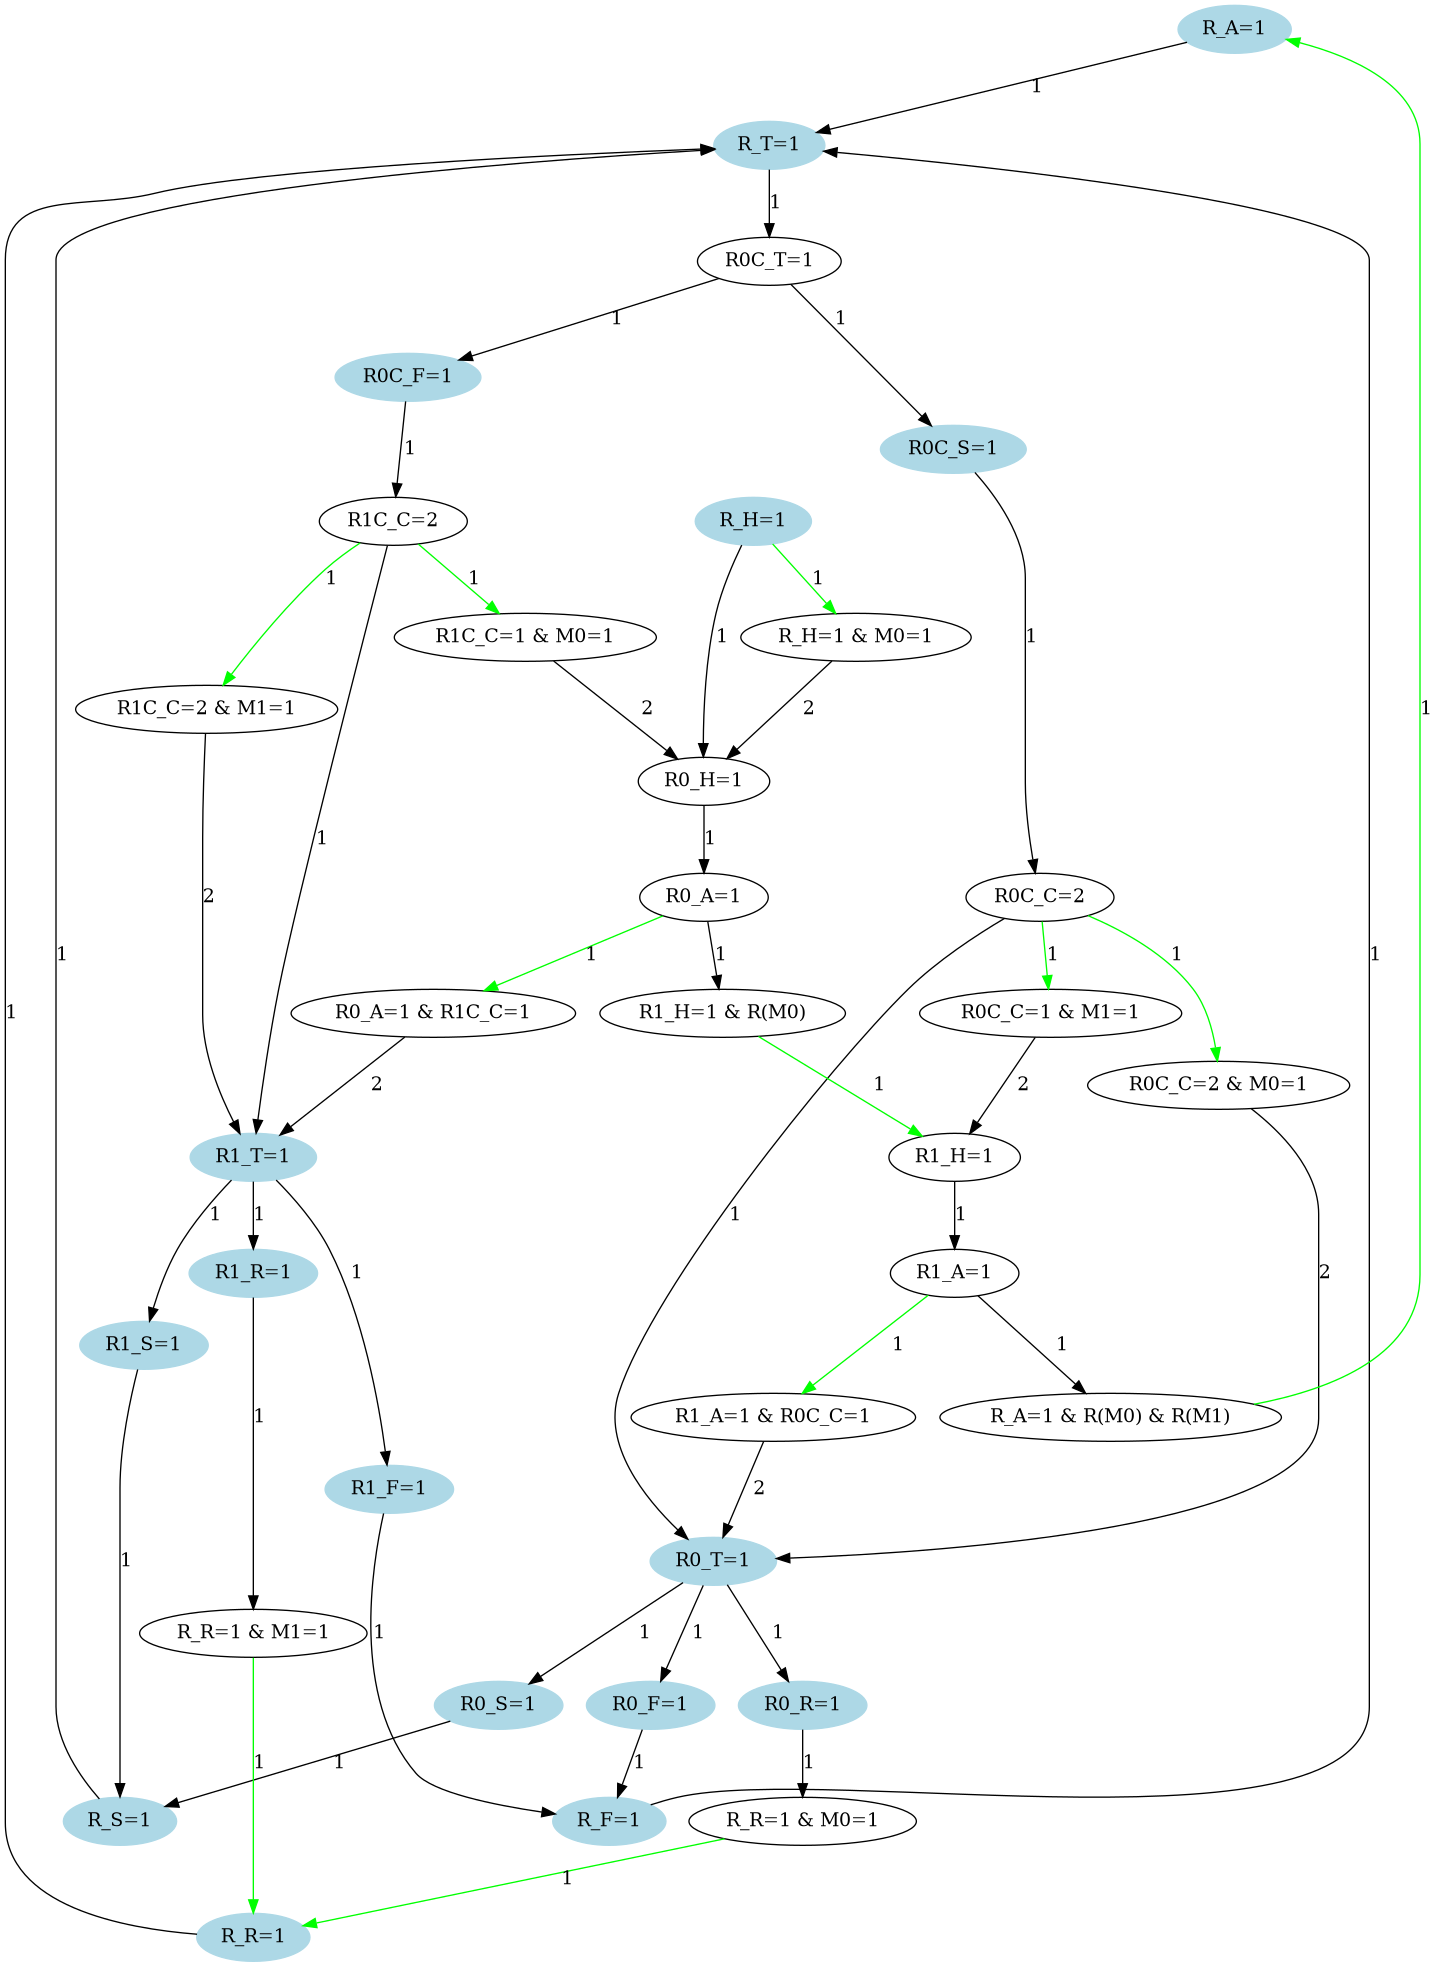 R_A=1
1
R_T=1
1
R0C_T=1
1
1
R0C_F=1
1
R0C_S=1
R1C_C=2
R_H=1
1
1
1
R1C_C=1 & M0=1
R_H=1 & M0=1
1
1
R1C_C=2 & M1=1
2
2
1
R0_H=1
1
1
R0_A=1
R0C_C=2
2
1
1
1
1
1
1
R0_A=1 & R1C_C=1
R1_H=1 & R(M0)
R0C_C=1 & M1=1
1
2
1
2
R0C_C=2 & M0=1
R1_T=1
R1_H=1
1
1
1
1
1
R1_R=1
1
R1_A=1
2
R1_S=1
1
1
1
R1_A=1 & R0C_C=1
R_A=1 & R(M0) & R(M1)
R1_F=1
2
1
R0_T=1
1
R_R=1 & M1=1
1
1
1
R0_S=1
R0_F=1
R0_R=1
1
1
1
1
R_S=1
R_F=1
R_R=1 & M0=1
1
R_R=1